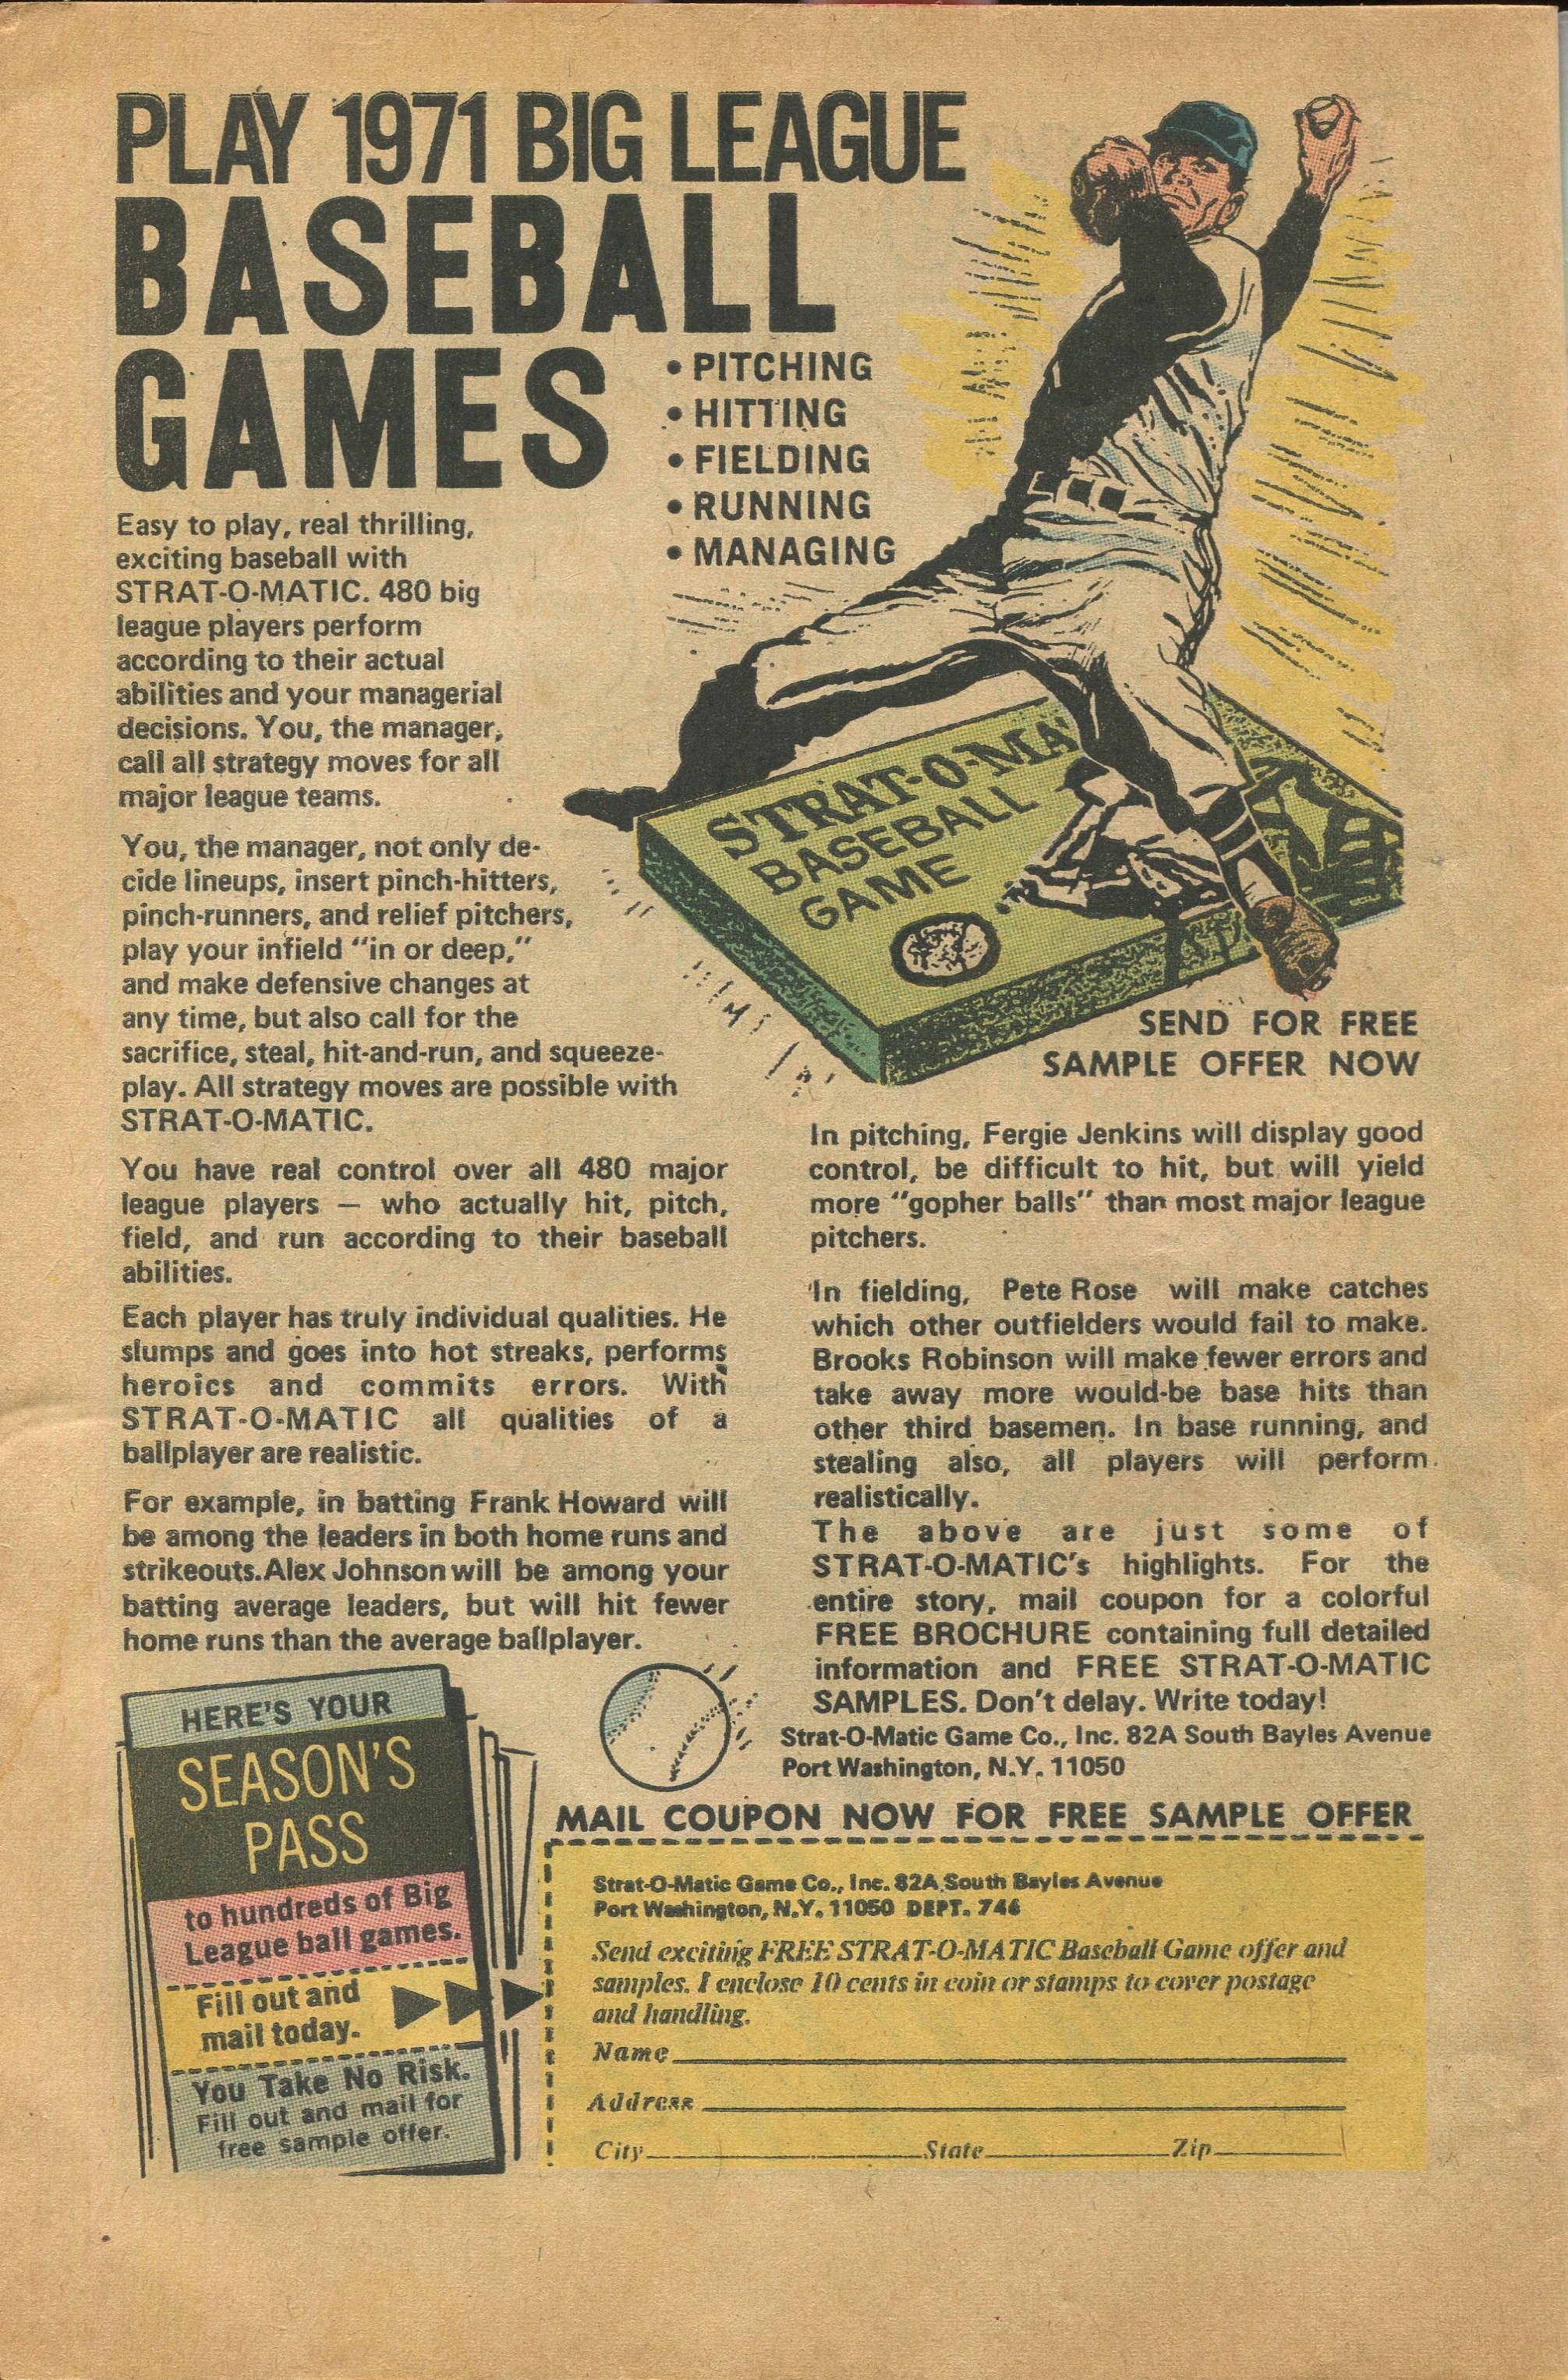 PLAY 1971 BIG LEAGUE
BASEBALL
GAMES
• PITCHING
• HITTING
• FIELDING
• RUNNING
• MANAGING
Easy to play, real thrilling,
exciting baseball with
STRAT-O-MATIC. 480 big
league players perform
according to their actual
abilities and your managerial
decisions. You, the manager,
call all strategy moves for all
major league teams.
You, the manager, not only de-
cide lineups, insert pinch-hitters,
pinch-runners, and relief pitchers,
play your infield "in or deep,"
and make defensive changes at
any time, but also call for the
sacrifice, steal, hit-and-run, and squeeze-
play. All strategy moves are possible with
STRAT-O-MATIC.
You have real control over all 480 major
league players — who actually hit, pitch,
field, and run according to their baseball
abilities.
Each player has truly individual qualities. He
slumps and goes into hot streaks, performs
heroics and commits errors. With
STRAT-O-MATIC all qualities of a
ballplayer are realistic.
For example, in batting Frank Howard will
be among the leaders in both home runs and
strikeouts. Alex Johnson will be among your
batting average leaders, but will hit fewer
home runs than the average ballplayer.
STRAT-O-MA
BASEBALL
GAME
SEND FOR FREE
SAMPLE OFFER NOW
In pitching, Fergie Jenkins will display good
control, be difficult to hit, but will yield
more "gopher balls" than most major league
pitchers.
In fielding, Pete Rose will make catches
which other outfielders would fail to make.
Brooks Robinson will make fewer errors and
take away more would-be base hits than
other third basemen. In base running, and
stealing also, all players will perform
realistically.
The above are just some of
STRAT-O-MATIC's highlights. For the
entire story, mail coupon for a colorful
FREE BROCHURE containing full detailed
information and FREE STRAT-O-MATIC
SAMPLES. Don't delay. Write today!
Strat-O-Matic Game Co., Inc. 82A South Bayles Avenue
Port Washington, N.Y. 11050
HERE'S YOUR
SEASON'S
PASS
to hundreds of Big
League ball games.
Fill out and
mail today.
You Take No Risk.
Fill out and mail for
free sample offer.
MAIL COUPON NOW FOR FREE SAMPLE OFFER
Strat-O-Matic Game Co., Inc. 82A South Bayles Avenue
Port Washington, N.Y. 11050 DEPT. 746
Send exciting FREE STRAT-O-MATIC Baseball Game offer and
samples. I enclose 10 cents in coin or stamps to cover postage
and handling.
Name
Address
City State Zip